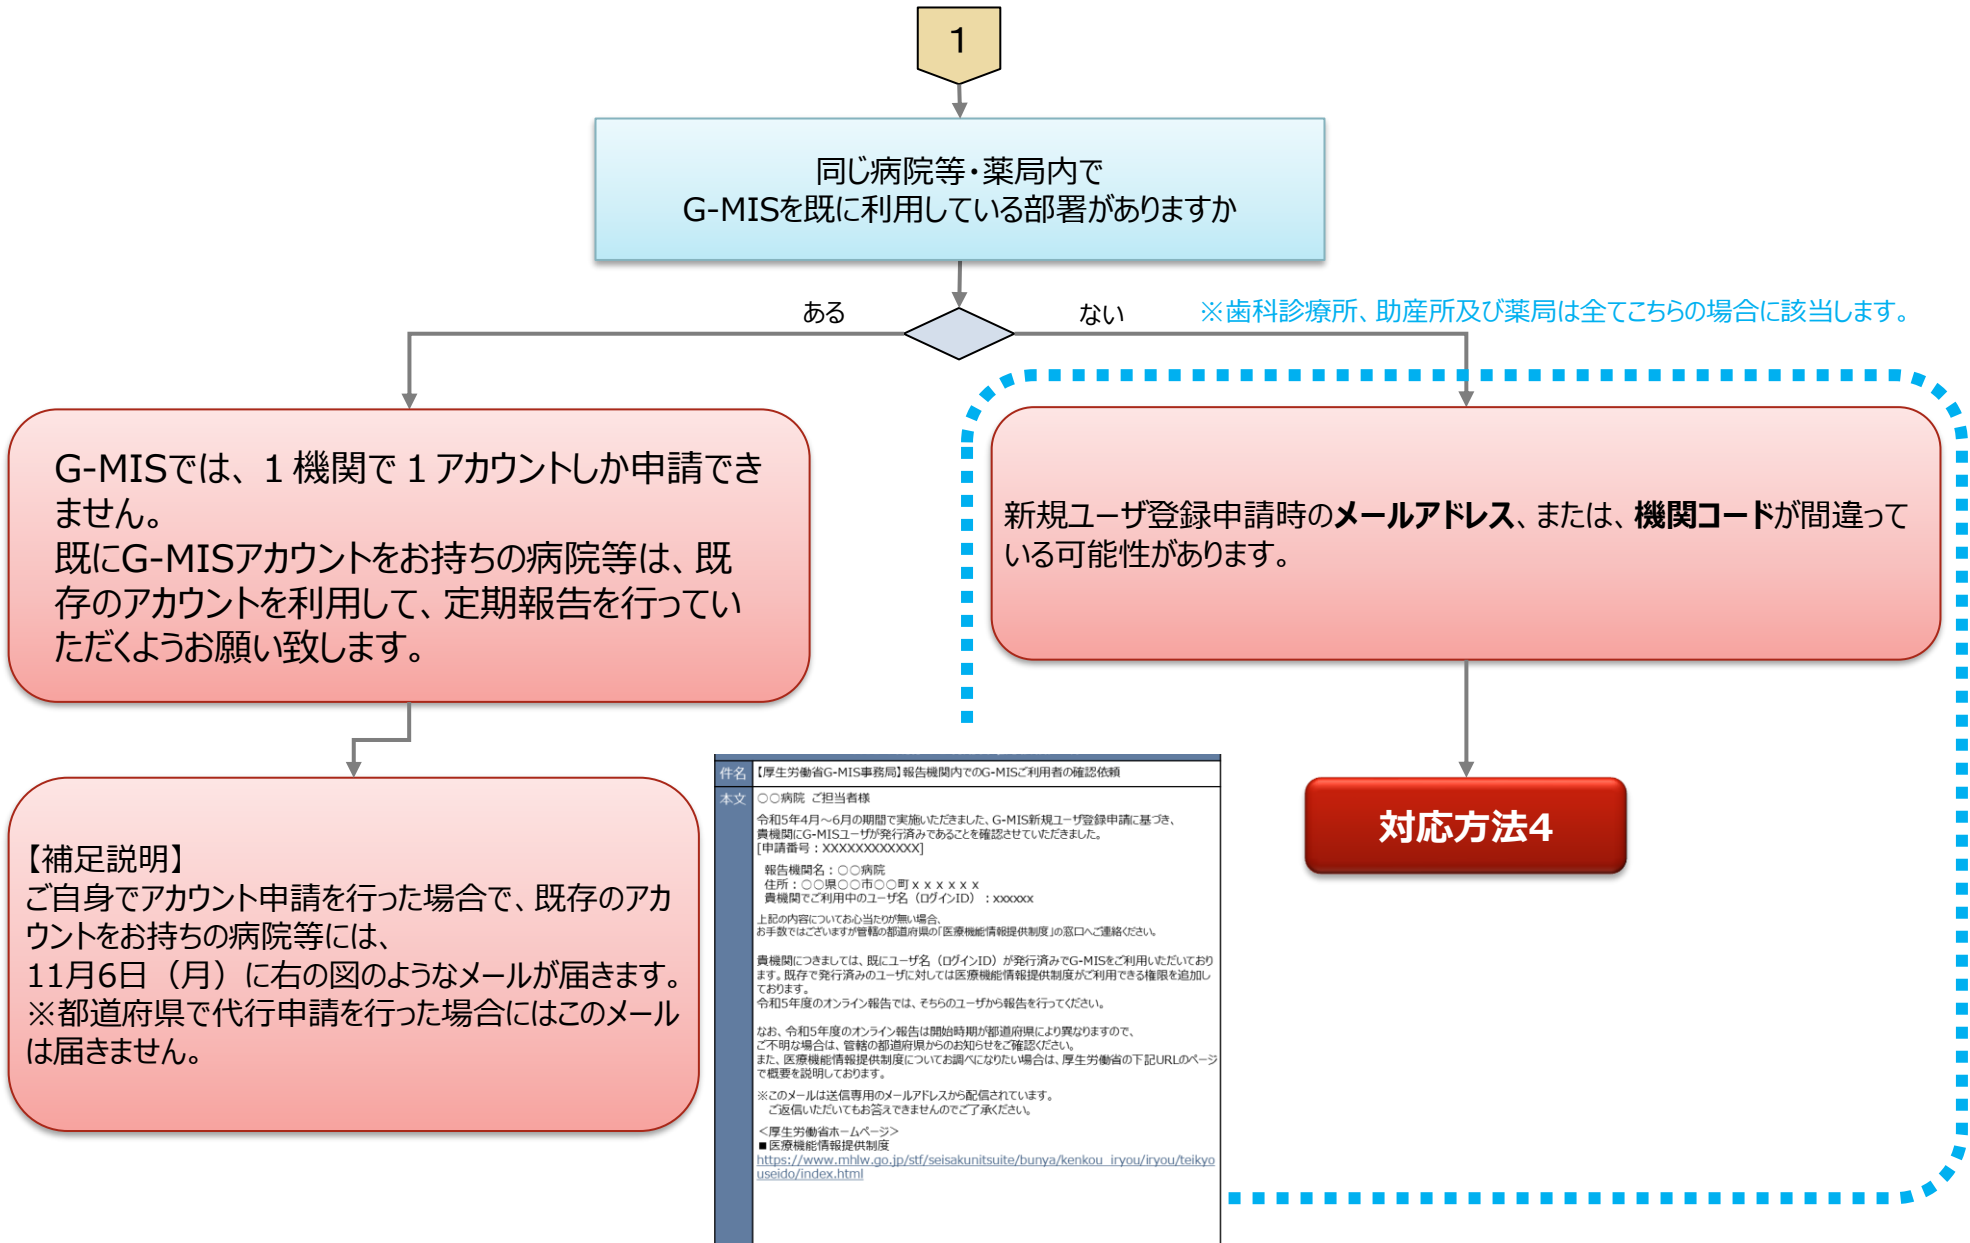 1
同じ病院等・薬局内で
G-MISを既に利用している部署がありますか
ある
ない
※歯科診療所、助産所及び薬局は全てこちらの場合に該当します。
G-MISでは、１機関で１アカウントしか申請でき
ません。
既にG-MISアカウントをお持ちの病院等は、既
存のアカウントを利用して、定期報告を行ってい
ただくようお願い致します。
新規ユーザ登録申請時のメールアドレス、または、機関コードが間違って
いる可能性があります。
対応方法4
【補足説明】
ご自身でアカウント申請を行った場合で、既存のアカ
ウントをお持ちの病院等には、
11月6日（月）に右の図のようなメールが届きます。
※都道府県で代行申請を行った場合にはこのメール
は届きません。
件名 【厚生労働省G-MIS事務局】報告機関内でのG-MISご利用者の確認依頼
本文 〇〇病院 ご担当者様
令和5年4月～6月の期間で実施いただきました、G-MIS新規ユーザ登録申請に基づき、
貴機関にG-MISユーザが発行済みであることを確認させていただきました。
[申請番号：XXXXXXXXXXXX]
報告機関名：〇〇病院
住所：〇〇県〇〇市〇〇町ｘｘｘｘｘｘ
貴機関でご利用中のユーザ名（ログインID）：xxxxxx
上記の内容についてお心当たりが無い場合、
お手数ではございますが管轄の都道府県の「医療機能情報提供制度」の窓口へご連絡ください。
貴機関につきましては、既にユーザ名（ログインID）が発行済みでG-MISをご利用いただいており
ます。既存で発行済みのユーザに対しては医療機能情報提供制度がご利用できる権限を追加し
ております。
令和5年度のオンライン報告では、そちらのユーザから報告を行ってください。
なお、令和5年度のオンライン報告は開始時期が都道府県により異なりますので、
ご不明な場合は、管轄の都道府県からのお知らせをご確認ください。
また、医療機能情報提供制度についてお調べになりたい場合は、厚生労働省の下記URLのページ
で概要を説明しております。
※このメールは送信専用のメールアドレスから配信されています。
ご返信いただいてもお答えできませんのでご了承ください。
＜厚生労働省ホームページ＞
■医療機能情報提供制度
https://www.mhlw.go.jp/stf/seisakunitsuite/bunya/kenkou_iryou/iryou/teikyo
useido/index.html